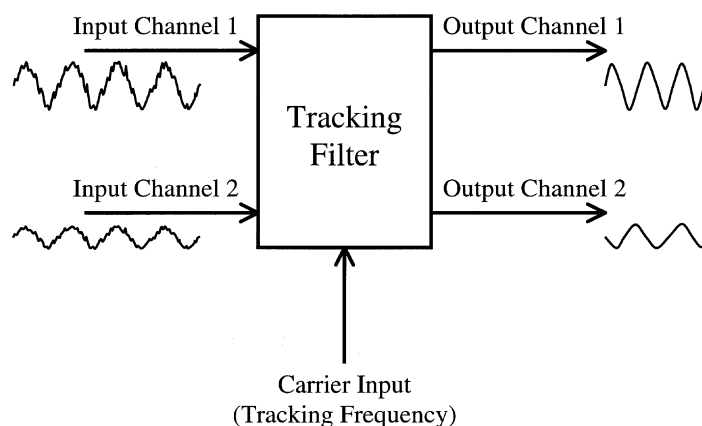 Input Channel 1
Output Channel 1
Tracking
Filter
Input Channel 2
Output Channel 2
Carrier Input
(Tracking Frequency)